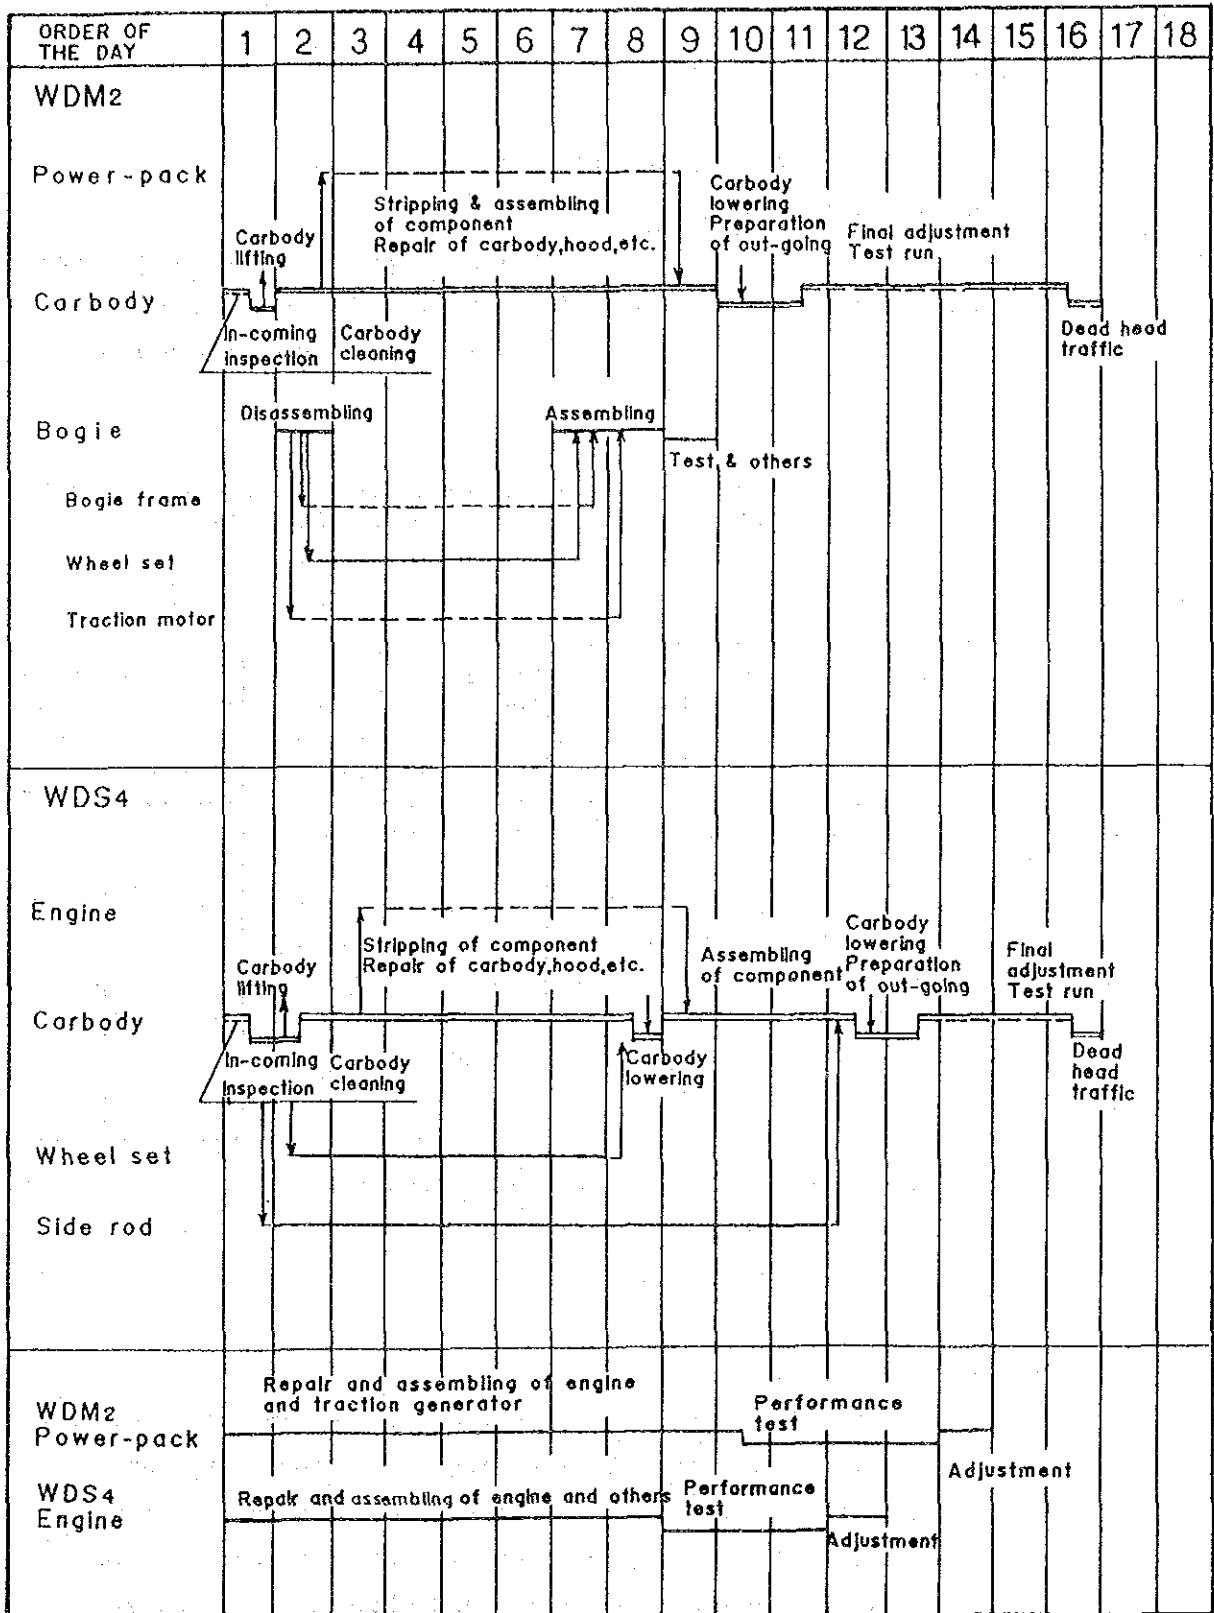 ORDER OF
THE DAY
1 2 3 4 5 6 7 8 9 10 11 12 13 14 15 16 17 18
WDM2
Power-pack
Stripping & assembling
of component
Repair of carbody,hood,etc.
Carbody
lifting
Carbody
lowering
Preparation
of out-going
Final adjustment
Test run
Carbody
In-coming
inspection
Carbody
cleaning
Dead head
traffic
Disassembling
Assembling
Bogie
Test & others
Bogie frame
Wheel set
Traction motor
WDS4
Engine
Stripping of component
Repair of carbody,hood,etc.
Carbody
lifting
Assembling
of component
Carbody
lowering
Preparation
of out-going
Final
adjustment
Test run
Carbody
In-coming
inspection
Carbody
cleaning
Carbody
lowering
Dead
head
traffic
Wheel set
Side rod
Repair and assembling of engine
and traction generator
Performance
test
WDM2
Power-pack
Adjustment
WDS4
Engine
Repair and assembling of engine and others
Performance
test
Adjustment